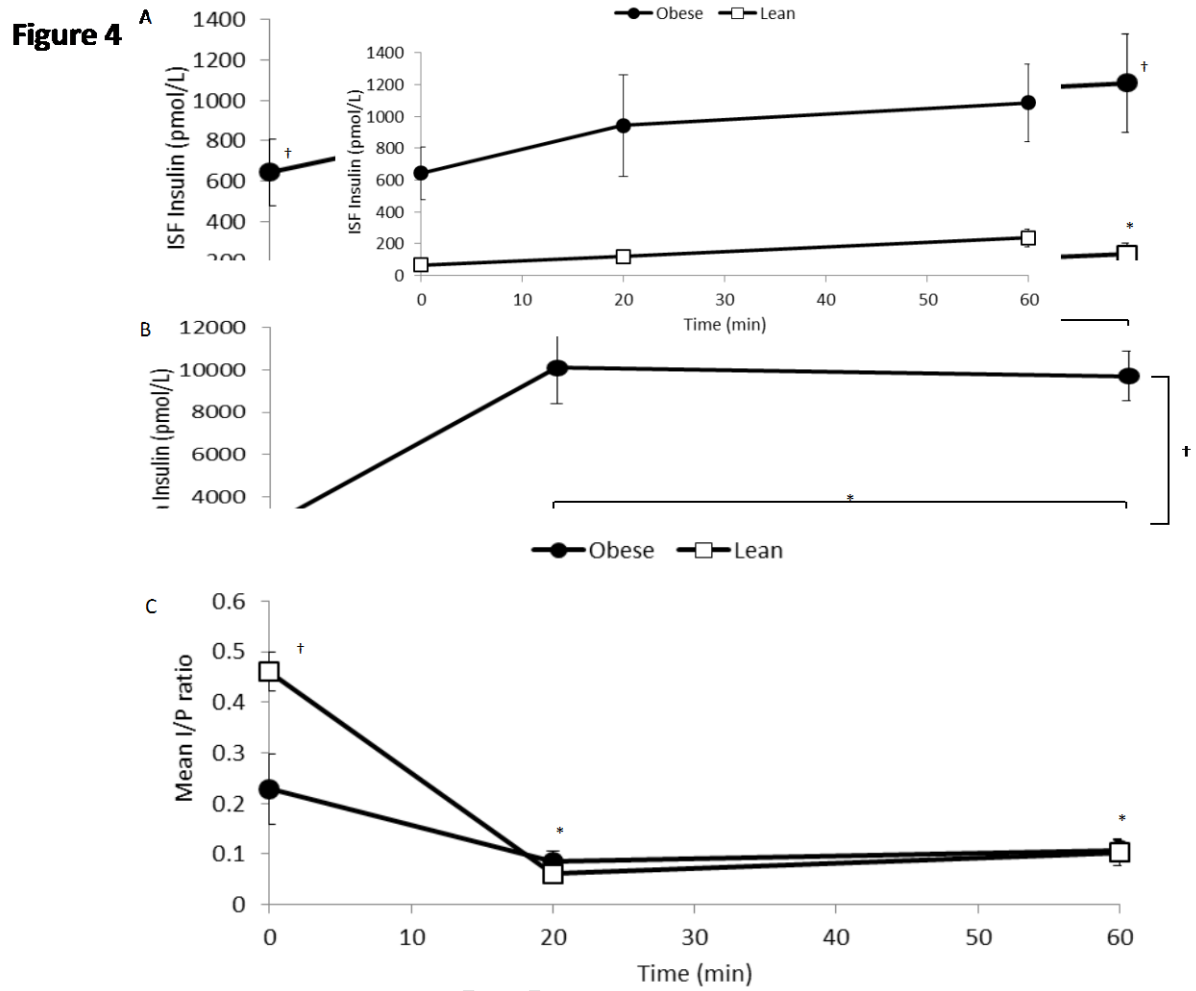 Figure 4
A
Obese
Lean
1400
1200
1000
800
600
400
ISF Insulin (pmol/L)
†
1400
1200
1000
800
600
400
200
0
ISF Insulin (pmol/L)
0 10 20 30 40 50 60
Time (min)
†
*
B
12000
10000
8000
6000
4000
Insulin (pmol/L)
*
†
Obese
Lean
C
0.6
0.5
0.4
0.3
0.2
0.1
0
Mean I/P ratio
†
*
*
0 10 20 30 40 50 60
Time (min)